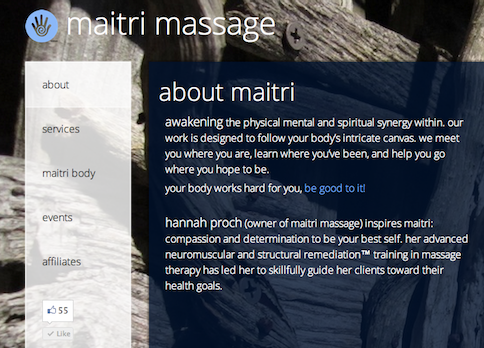 maitri massage
about
services
maitri body
events
affiliates
55
Like
about maitri
awakening the physical mental and spiritual synergy within. our
work is designed to follow your body's intricate canvas. we meet
you where you are, learn where you've been, and help you go
where you hope to be.
your body works hard for you, be good to it!
hannah proch (owner of maitri massage) inspires maitri:
compassion and determination to be your best self. her advanced
neuromuscular and structural remediation™ training in massage
therapy has led her to skillfully guide her clients toward their
health goals.